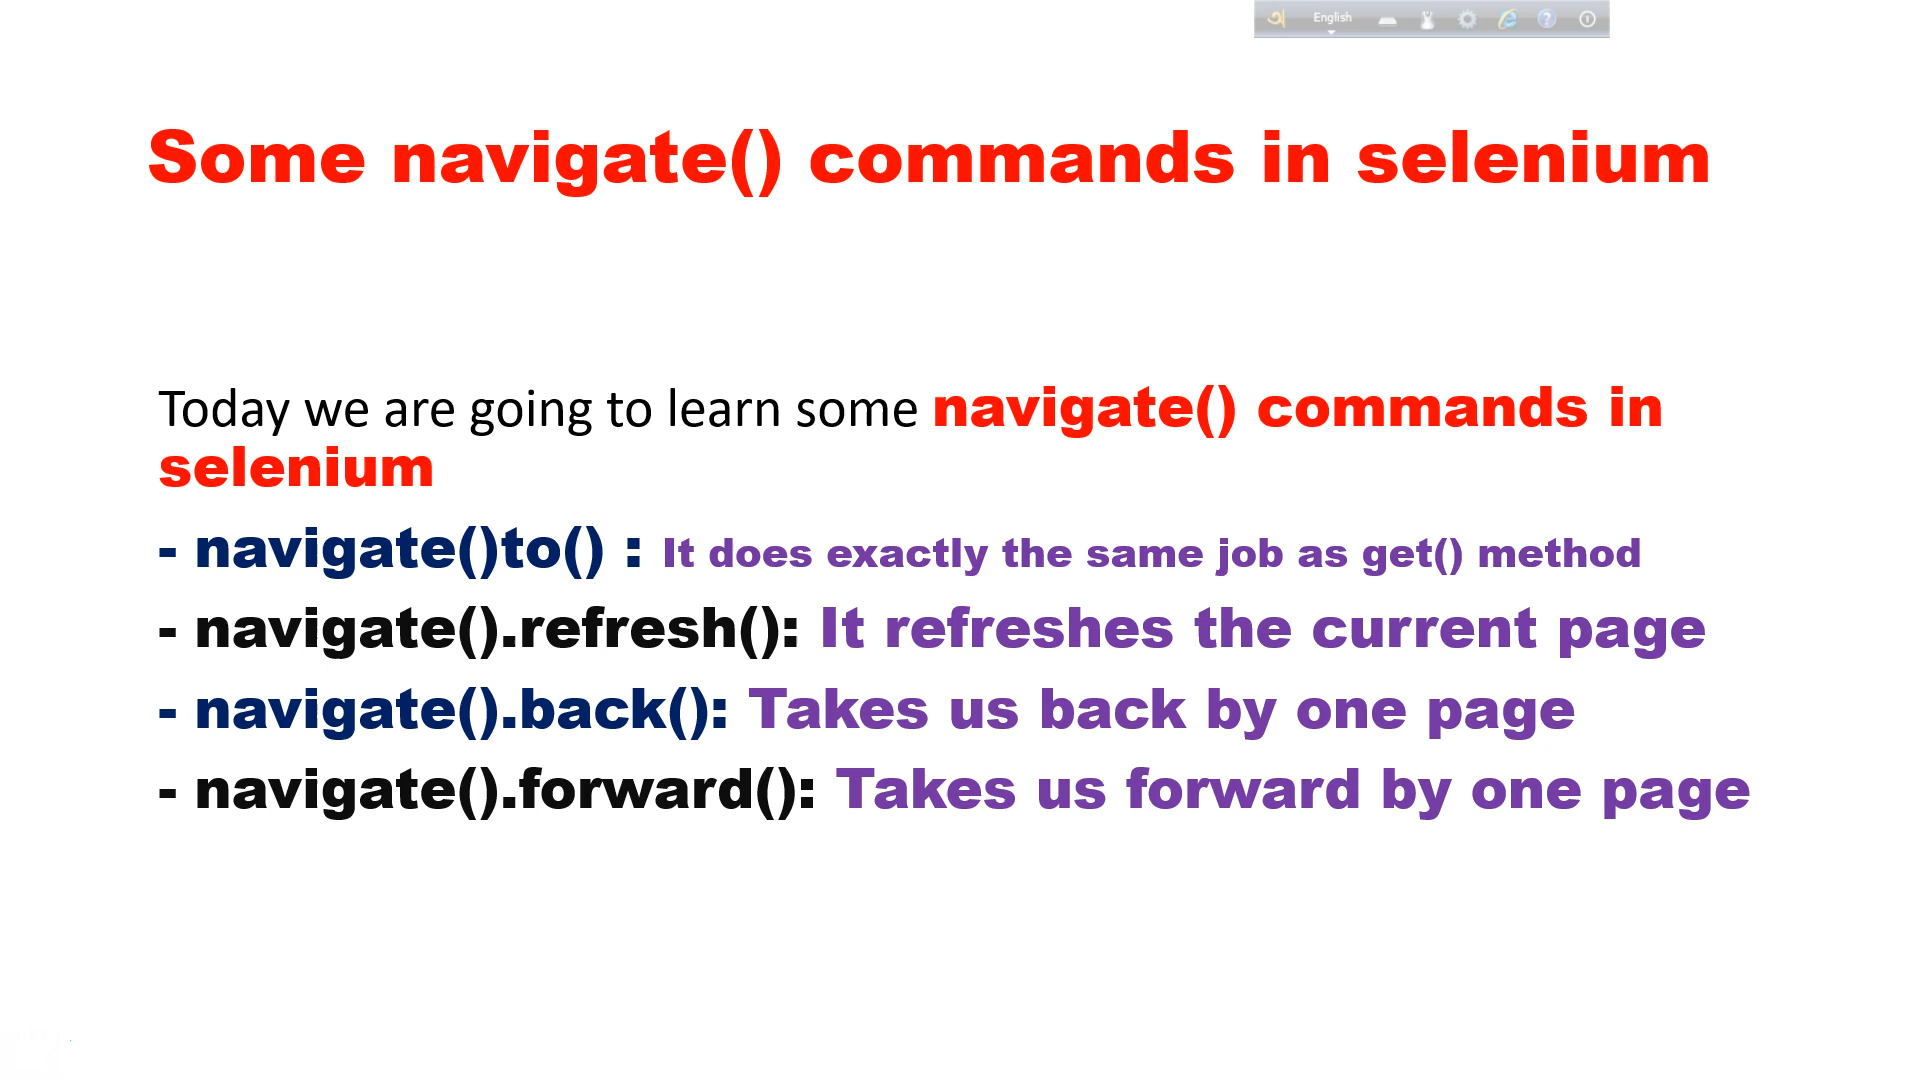 English
Some navigate() commands in selenium
Today we are going to learn some navigate() commands in
selenium
- navigate()to() : It does exactly the same job as get() method
- navigate().refresh(): It refreshes the current page
- navigate().back(): Takes us back by one page
- navigate().forward(): Takes us forward by one page